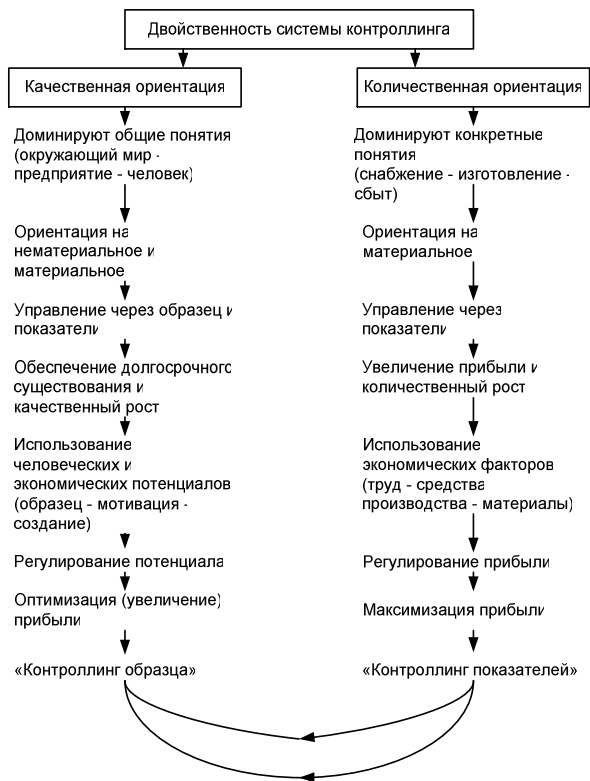 Двойственность системы контроллинга
Качественная ориентация
Доминируют общие понятия
(окружающий мир -
предприятие - человек)
Ориентация на
нематериальное и
материальное
Управление через образец и
показатели
Обеспечение долгосрочного
существования и
качественный рост
Использование
человеческих и
экономических потенциалов
(образец - мотивация -
создание)
Регулирование потенциала
Оптимизация (увеличение)
прибыли
«Контроллинг образца»
Количественная ориентация
Доминируют конкретные
понятия
(снабжение - изготовление -
сбыт)
Ориентация на
материальное
Управление через
показатели
Увеличение прибыли и
количественный рост
Использование
экономических факторов
(труд - средства
производства - материалы)
Регулирование прибыли
Максимизация прибыли
«Контроллинг показателей»